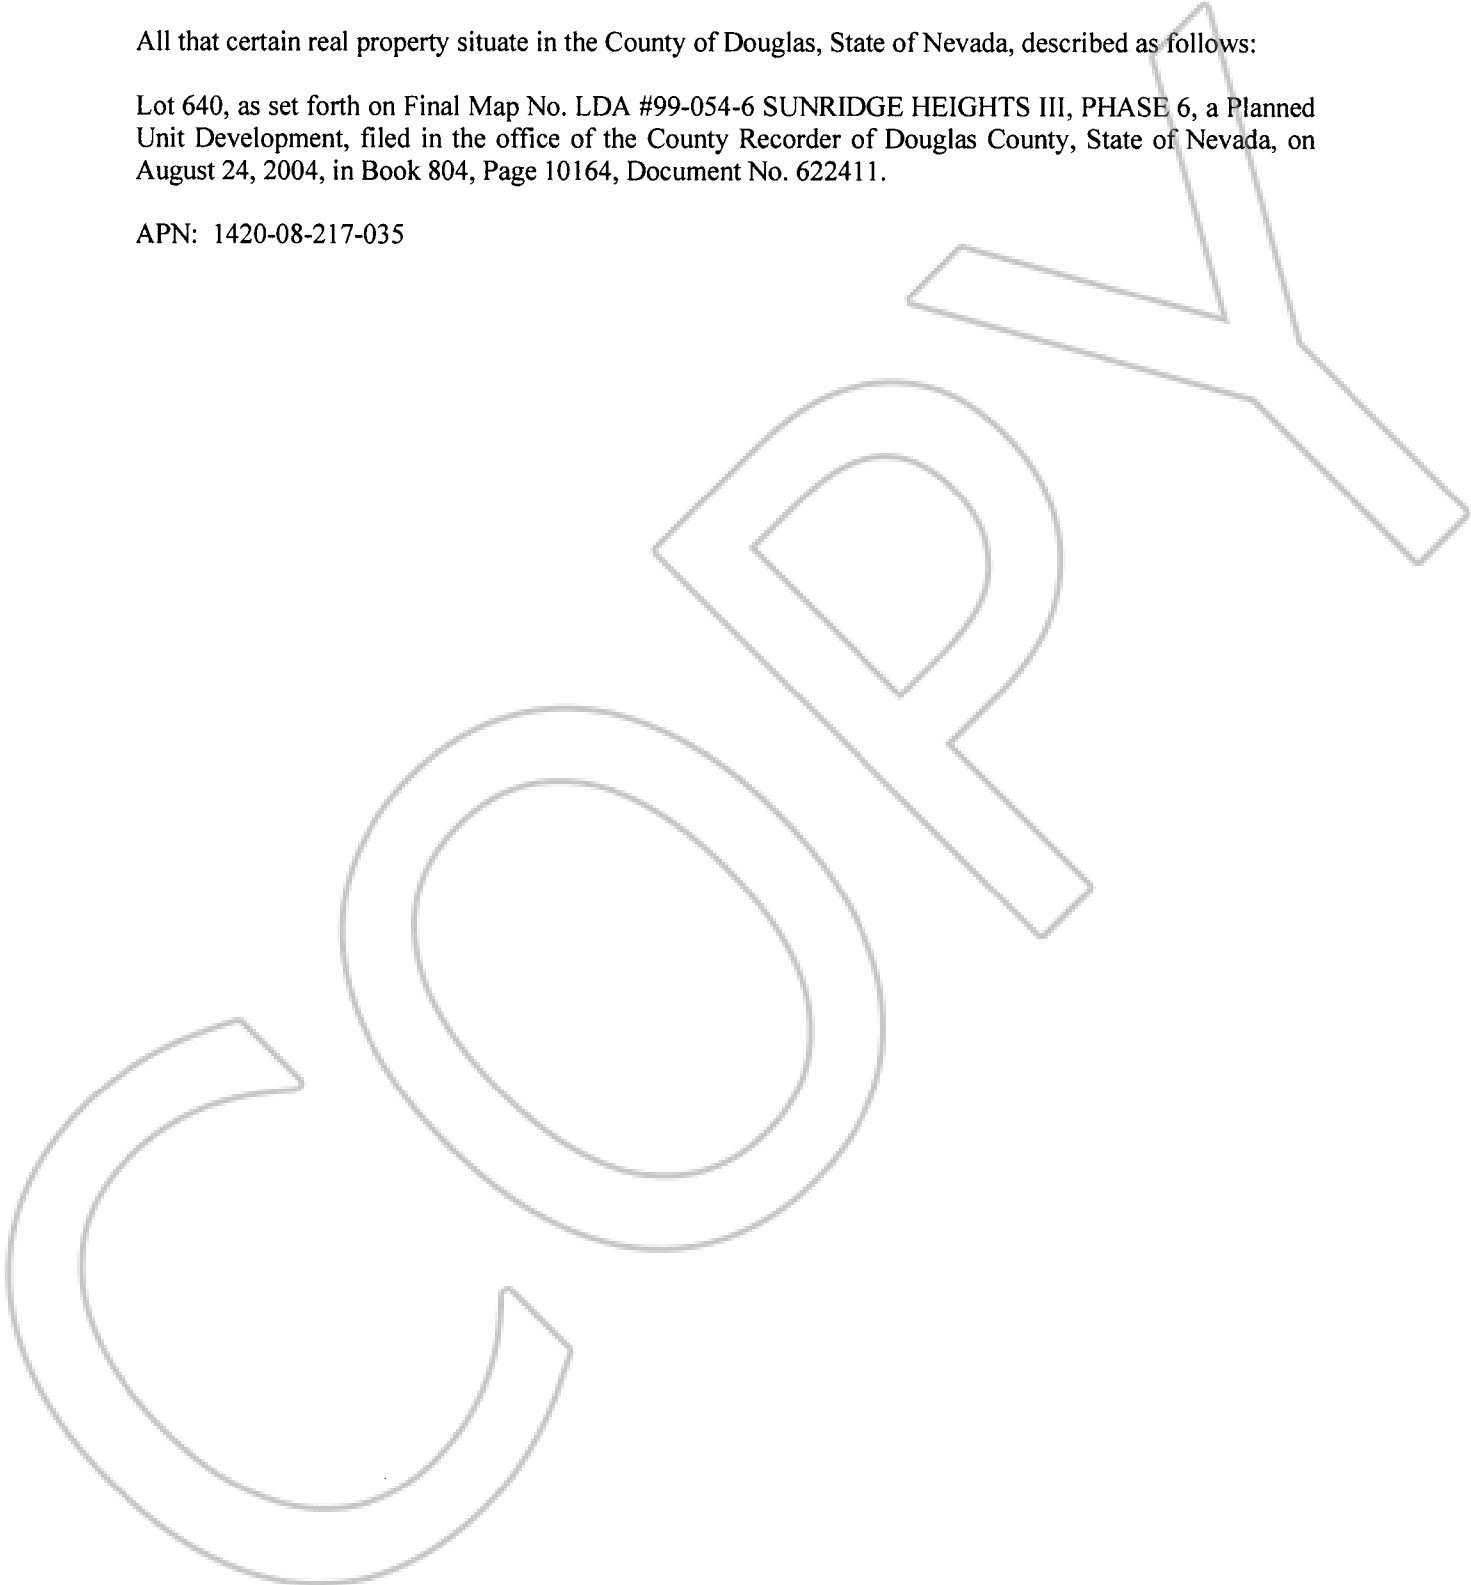 All that certain real property situate in the County of Douglas, State of Nevada, described as follows:
Lot 640, as set forth on Final Map No. LDA #99-054-6 SUNRIDGE HEIGHTS III, PHASE 6, a Planned
Unit Development, filed in the office of the County Recorder of Douglas County, State of Nevada, on
August 24, 2004, in Book 804, Page 10164, Document No. 622411.
APN: 1420-08-217-035
COPY